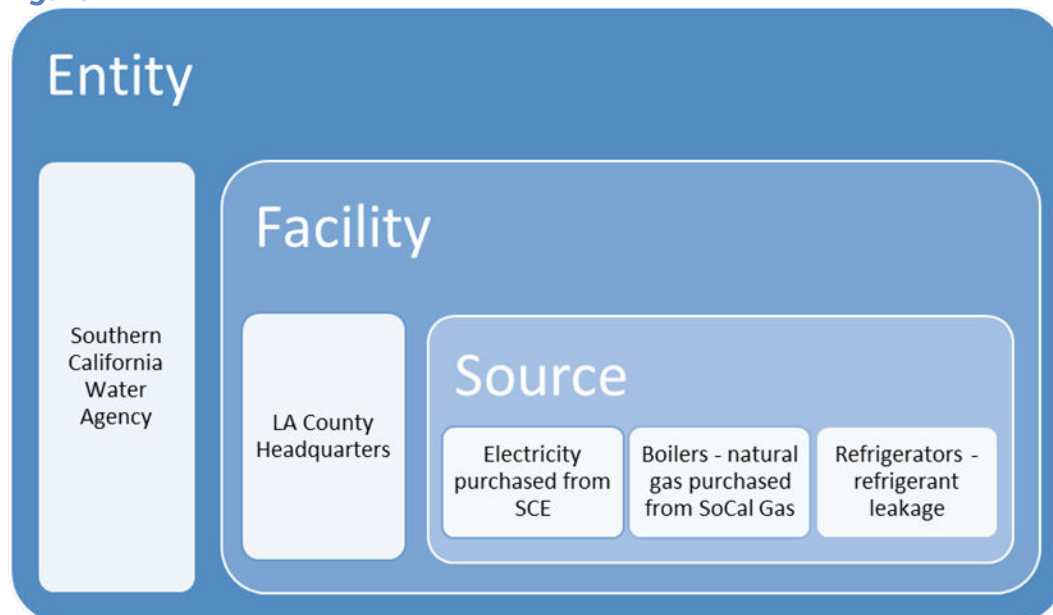 Entity
Southern
California
Water
Agency
Facility
LA County
Headquarters
Source
Electricity
purchased from
SCE
Boilers - natural
gas purchased
from SoCal Gas
Refrigerators -
refrigerant
leakage